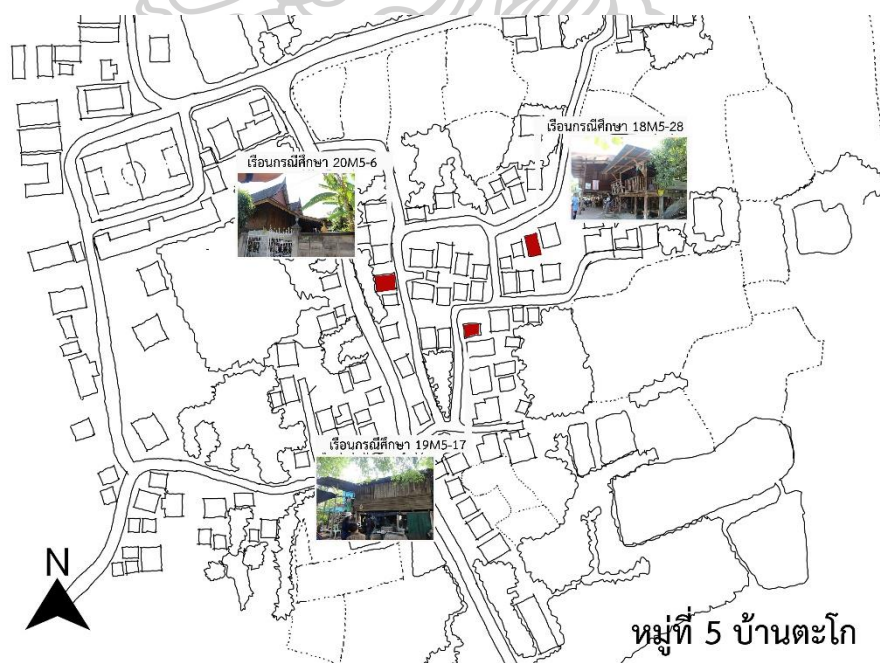 เรือนกรณีศึกษา 18M5-28
เรือนกรณีศึกษา 20M5-6
เรือนกรณีศึกษา 19M5-17
N
หมู่ที่ 5 บ้านตะโก